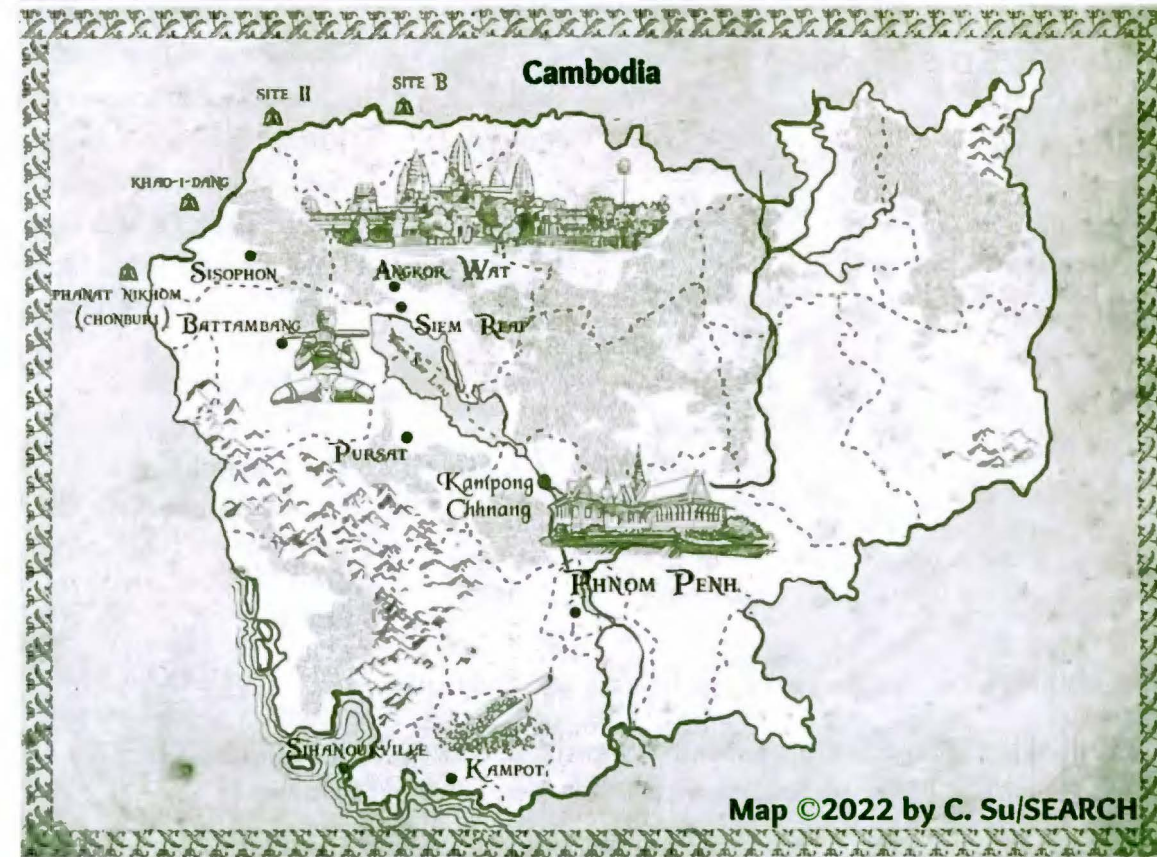 Cambodia
SITE B
SITE II
KHAO-I-DANG
SISOPHON
ANGKOR WAT
PHANAT NIKHOM
(CHONBURI)
BATTAMBANG
SIEM REAP
PURSAT
Kampong
Chhnang
PHNOM PENH
SIHANOUKVILLE
KAMPOT
Map ©2022 by C. Su/SEARCH